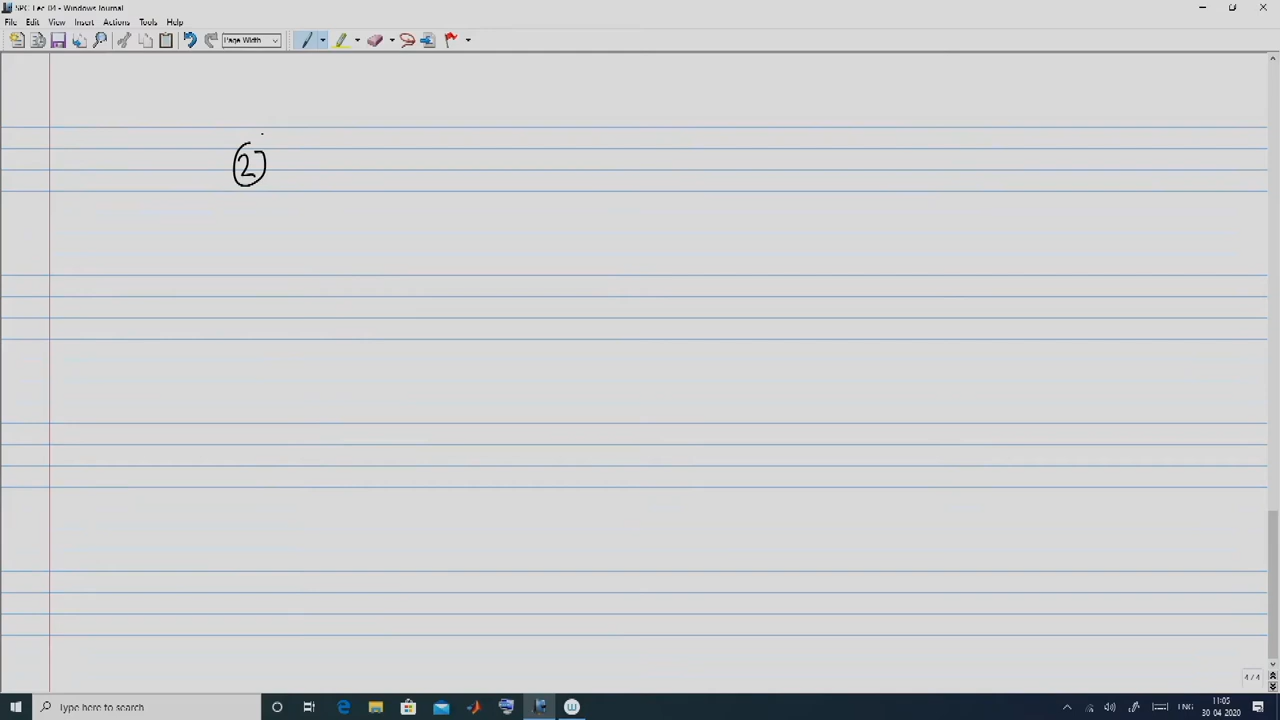 SPC Lec 04 - Windows Journal
File Edit View Insert Actions Tools Help
Page Width
2
4 / 4
Type here to search
ENG
11:05
30-04-2020